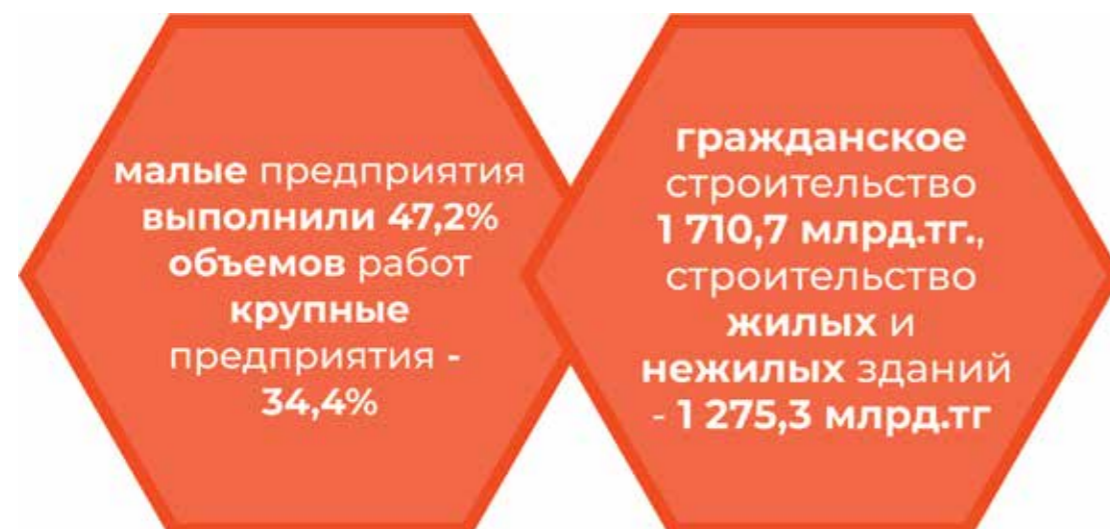 малые предприятия
выполнили 47,2%
объемов работ
крупные
предприятия -
34,4%
гражданское
строительство
1 710,7 млрд.тг.,
строительство
жилых и
нежилых зданий
- 1 275,3 млрд.тг